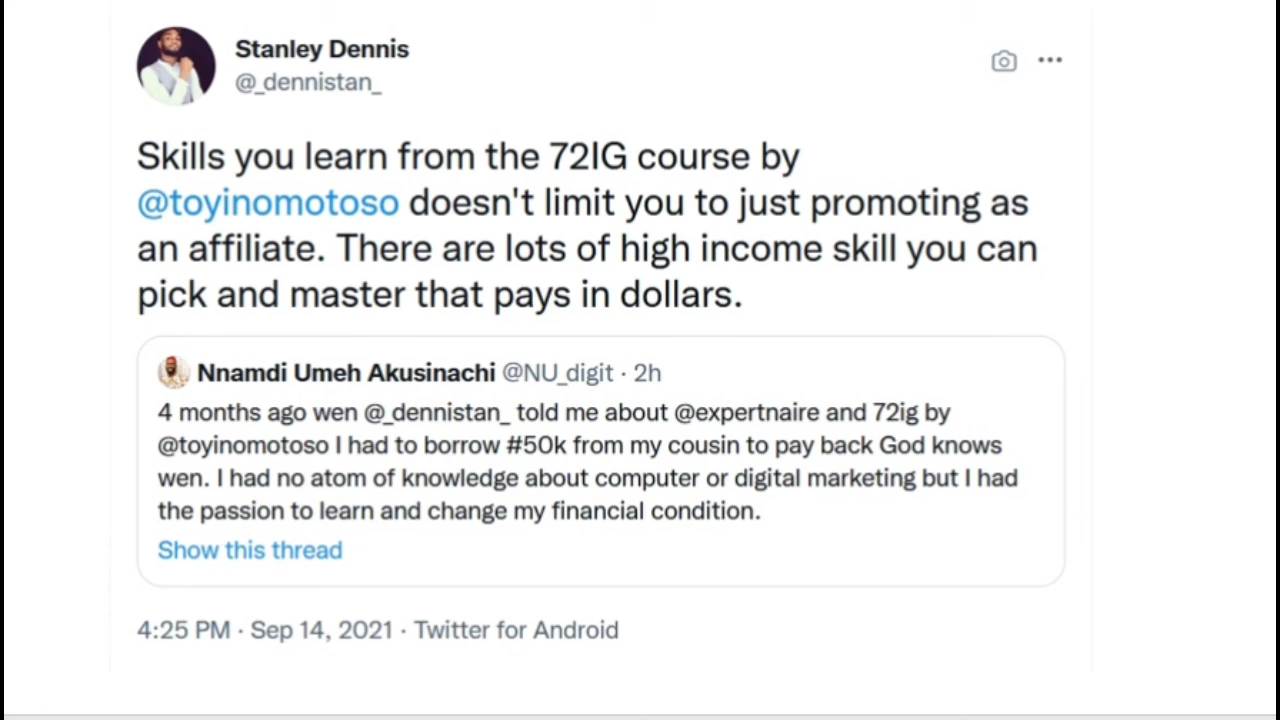 Stanley Dennis
@_dennistan_
Skills you learn from the 72IG course by
@toyinomotoso doesn't limit you to just promoting as
an affiliate. There are lots of high income skill you can
pick and master that pays in dollars.
Nnamdi Umeh Akusinachi @NU_digit · 2h
4 months ago wen @_dennistan_ told me about @expertnaire and 72ig by
@toyinomotoso I had to borrow #50k from my cousin to pay back God knows
wen. I had no atom of knowledge about computer or digital marketing but I had
the passion to learn and change my financial condition.
Show this thread
4:25 PM · Sep 14, 2021 · Twitter for Android